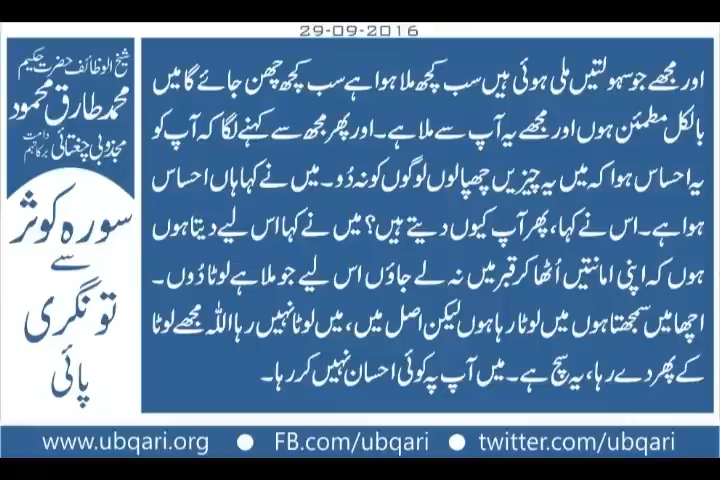 29-09-2016
شیخ الوظائف حضرت حکیم
محمد طارق محمود
مجذوبی چغتائی دامت برکاتہم
سورہ کوثر
سے
تونگری
پائی
اور مجھے جو سہولتیں ملی ہوئی ہیں سب کچھ ملا ہوا ہے سب کچھ چھن جائے گا میں
بالکل مطمئن ہوں اور مجھے یہ آپ سے ملا ہے۔ اور پھر مجھ سے کہنے لگا کہ آپ کو
یہ احساس ہوا کہ میں یہ چیزیں چھپالوں لوگوں کو نہ دُو۔ میں نے کہا ہاں احساس
ہوا ہے۔ اس نے کہا، پھر آپ کیوں دیتے ہیں؟ میں نے کہا اس لیے دیتا ہوں
ہوں کہ اپنی امانتیں اُٹھا کر قبر میں نہ لے جاؤں اس لیے جو ملا ہے لوٹا دُوں۔
اچھا میں سمجھتا ہوں میں لوٹا رہا ہوں لیکن اصل میں، میں لوٹا نہیں رہا اللہ مجھے لوٹا
کے پھر دے رہا، یہ سچ ہے۔ میں آپ پہ کوئی احسان نہیں کر رہا۔
www.ubqari.org ● FB.com/ubqari ● twitter.com/ubqari